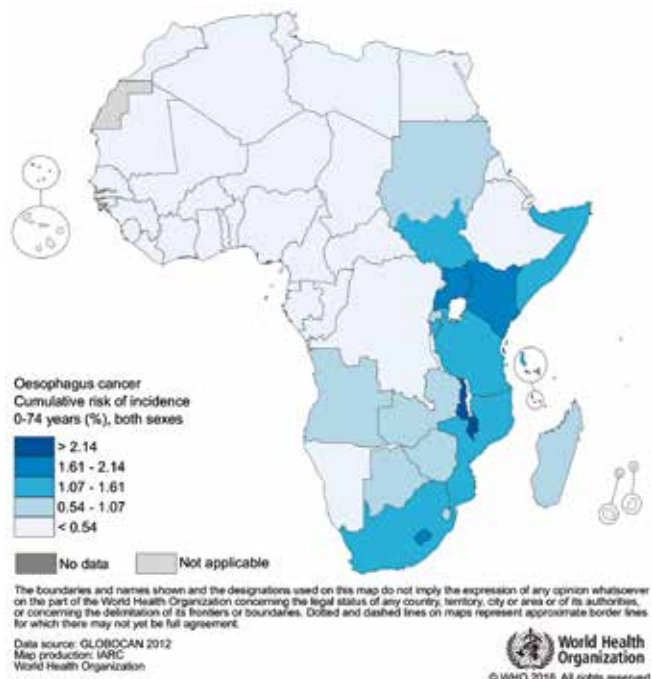 Oesophagus cancer
Cumulative risk of incidence
0-74 years (%), both sexes
> 2.14
1.61 - 2.14
1.07 - 1.61
0.54 - 1.07
< 0.54
No data
Not applicable
The boundaries and names shown and the designations used on this map do not imply the expression of any opinion whatsoever
on the part of the World Health Organization concerning the legal status of any country, territory, city or area or of its authorities,
or concerning the delimitation of its frontiers or boundaries. Dotted and dashed lines on maps represent approximate border lines
for which there may not yet be full agreement.
Data source: GLOBOCAN 2012
Map production: IARC
World Health Organization
World Health
Organization
© WHO 2015. All rights reserved